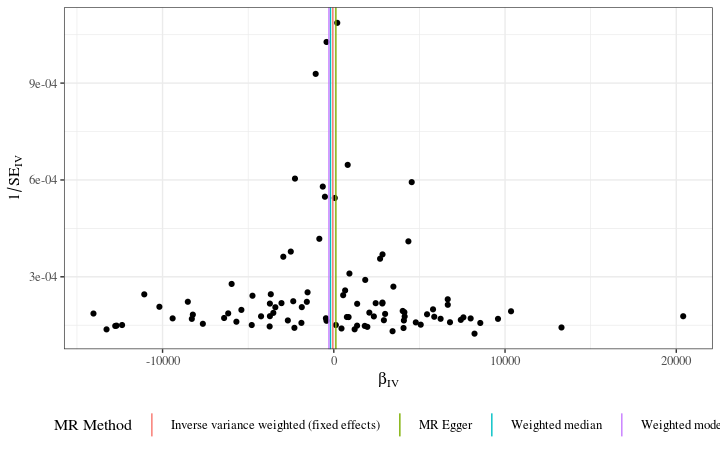 1/SE_IV
9e-04
6e-04
3e-04
-10000
0
10000
20000
β_IV
MR Method
Inverse variance weighted (fixed effects)
MR Egger
Weighted median
Weighted mode